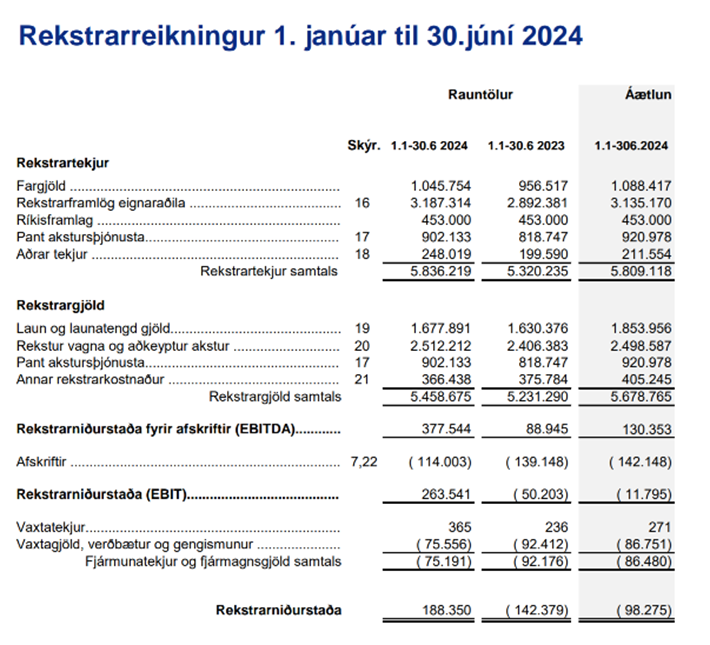 Rekstrarreikningur 1. janúar til 30.júní 2024
Rauntölur Áætlun
Skýr. 1.1-30.6 2024 1.1-30.6 2023 1.1-306.2024
Rekstrartekjur
Fargjöld ................ 1.045.754 956.517 1.088.417
Rekstrarframlög eignaraðila ................ 16 3.187.314 2.892.381 3.135.170
Ríkisframlag ................ 453.000 453.000 453.000
Pant akstursþjónusta................ 17 902.133 818.747 920.978
Aðrar tekjur ................ 18 248.019 199.590 211.554
Rekstrartekjur samtals 5.836.219 5.320.235 5.809.118
Rekstrargjöld
Laun og launatengd gjöld................ 19 1.677.891 1.630.376 1.853.956
Rekstur vagna og aðkeyptur akstur ................ 20 2.512.212 2.406.383 2.498.587
Pant akstursþjónusta................ 17 902.133 818.747 920.978
Annar rekstrarkostnaður ................ 21 366.438 375.784 405.245
Rekstrargjöld samtals 5.458.675 5.231.290 5.678.765
Rekstrarniðurstaða fyrir afskriftir (EBITDA)............ 377.544 88.945 130.353
Afskriftir ................ 7,22 ( 114.003) ( 139.148) ( 142.148)
Rekstrarniðurstaða (EBIT)................ 263.541 ( 50.203) ( 11.795)
Vaxtatekjur................ 365 236 271
Vaxtagjöld, verðbætur og gengismunur ................ ( 75.556) ( 92.412) ( 86.751)
Fjármunatekjur og fjármagnsgjöld samtals ( 75.191) ( 92.176) ( 86.480)
Rekstrarniðurstaða 188.350 ( 142.379) ( 98.275)